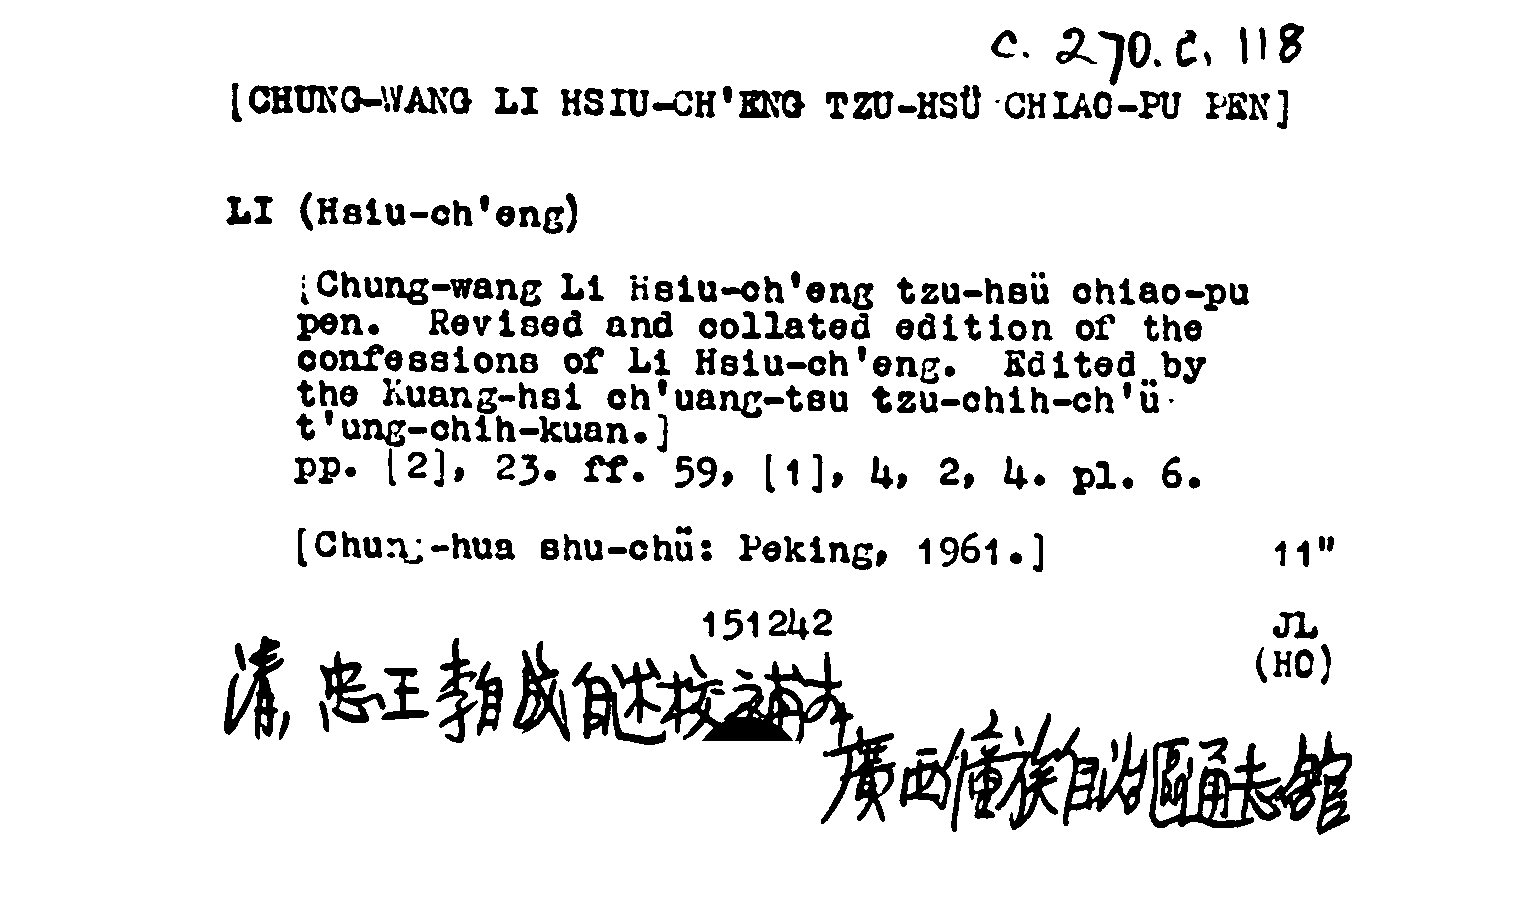 c. 270. c. 118
[CHUNG-WANG LI HSIU-CH'ENG TZU-HSÜ CHIAO-PU PEN]
LI (Hsiu-ch'eng)
[Chung-wang Li Hsiu-ch'eng tzu-hsü chiao-pu
pen. Revised and collated edition of the
confessions of Li Hsiu-ch'eng. Edited by
the Kuang-hsi ch'uang-tsu tzu-chih-ch'ü
t'ung-chih-kuan.]
pp. [2], 23. ff. 59, [1], 4, 2, 4. pl. 6.
[Chung-hua shu-chü: Peking, 1961.] 11"
151242 JL
(HC)
清, 忠王李自成自述校補本
廣西僮族自治區通志館